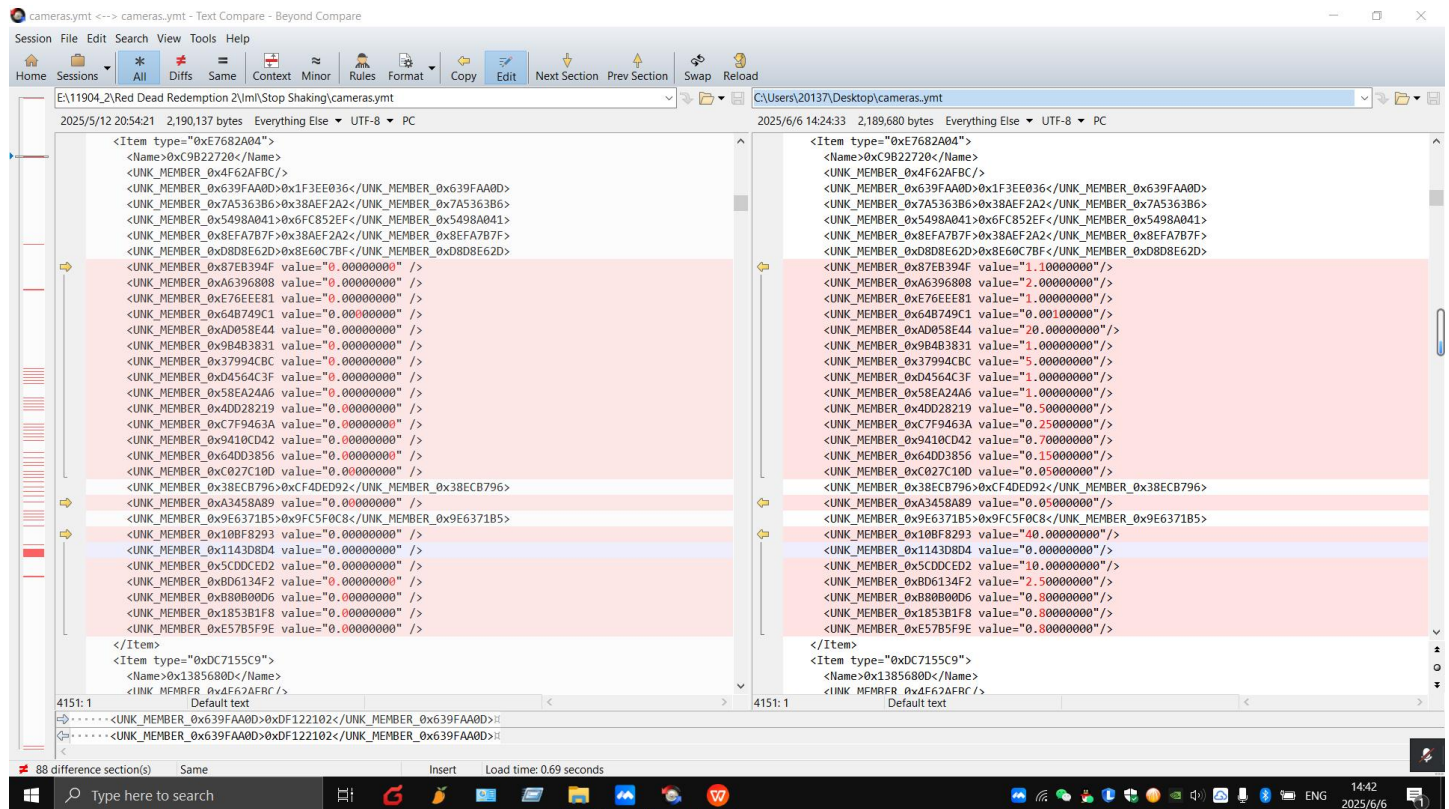 cameras.ymt <--> cameras..ymt - Text Compare - Beyond Compare
Session File Edit Search View Tools Help
Home Sessions All Diffs Same Context Minor Rules Format Copy Edit Next Section Prev Section Swap Reload
E:\11904_2\Red Dead Redemption 2\lml\Stop Shaking\cameras.ymt
2025/5/12 20:54:21 2,190,137 bytes Everything Else UTF-8 PC
<Item type="0xE7682A04">
<Name>0xC9B22720</Name>
<UNK_MEMBER_0x4F62AFBC/>
<UNK_MEMBER_0x639FAA0D>0x1F3EE036</UNK_MEMBER_0x639FAA0D>
<UNK_MEMBER_0x7A5363B6>0x38AEF2A2</UNK_MEMBER_0x7A5363B6>
<UNK_MEMBER_0x5498A041>0x6FC852EF</UNK_MEMBER_0x5498A041>
<UNK_MEMBER_0x8EFA7B7F>0x38AEF2A2</UNK_MEMBER_0x8EFA7B7F>
<UNK_MEMBER_0xD8D8E62D>0x8E60C7BF</UNK_MEMBER_0xD8D8E62D>
<UNK_MEMBER_0x87EB394F value="0.00000000" />
<UNK_MEMBER_0xA6396808 value="0.00000000" />
<UNK_MEMBER_0xE76EEE81 value="0.00000000" />
<UNK_MEMBER_0x64B749C1 value="0.00000000" />
<UNK_MEMBER_0xAD058E44 value="0.00000000" />
<UNK_MEMBER_0x9B4B3831 value="0.00000000" />
<UNK_MEMBER_0x37994CBC value="0.00000000" />
<UNK_MEMBER_0xD4564C3F value="0.00000000" />
<UNK_MEMBER_0x58EA24A6 value="0.00000000" />
<UNK_MEMBER_0x4DD28219 value="0.00000000" />
<UNK_MEMBER_0xC7F9463A value="0.00000000" />
<UNK_MEMBER_0x9410CD42 value="0.00000000" />
<UNK_MEMBER_0x64DD3856 value="0.00000000" />
<UNK_MEMBER_0xC027C10D value="0.00000000" />
<UNK_MEMBER_0x38ECB796>0xCF4DED92</UNK_MEMBER_0x38ECB796>
<UNK_MEMBER_0xA3458A89 value="0.00000000" />
<UNK_MEMBER_0x9E6371B5>0x9FC5F0C8</UNK_MEMBER_0x9E6371B5>
<UNK_MEMBER_0x10BF8293 value="0.00000000" />
<UNK_MEMBER_0x1143D8D4 value="0.00000000" />
<UNK_MEMBER_0x5CDDCED2 value="0.00000000" />
<UNK_MEMBER_0xBD6134F2 value="0.00000000" />
<UNK_MEMBER_0xB80B00D6 value="0.00000000" />
<UNK_MEMBER_0x1853B1F8 value="0.00000000" />
<UNK_MEMBER_0xE57B5F9E value="0.00000000" />
</Item>
<Item type="0xDC7155C9">
<Name>0x1385680D</Name>
<UNK_MEMBER_0x4F62AFBC/>
4151: 1 Default text
C:\Users\20137\Desktop\cameras..ymt
2025/6/6 14:24:33 2,189,680 bytes Everything Else UTF-8 PC
<Item type="0xE7682A04">
<Name>0xC9B22720</Name>
<UNK_MEMBER_0x4F62AFBC/>
<UNK_MEMBER_0x639FAA0D>0x1F3EE036</UNK_MEMBER_0x639FAA0D>
<UNK_MEMBER_0x7A5363B6>0x38AEF2A2</UNK_MEMBER_0x7A5363B6>
<UNK_MEMBER_0x5498A041>0x6FC852EF</UNK_MEMBER_0x5498A041>
<UNK_MEMBER_0x8EFA7B7F>0x38AEF2A2</UNK_MEMBER_0x8EFA7B7F>
<UNK_MEMBER_0xD8D8E62D>0x8E60C7BF</UNK_MEMBER_0xD8D8E62D>
<UNK_MEMBER_0x87EB394F value="1.10000000"/>
<UNK_MEMBER_0xA6396808 value="2.00000000"/>
<UNK_MEMBER_0xE76EEE81 value="1.00000000"/>
<UNK_MEMBER_0x64B749C1 value="0.00100000"/>
<UNK_MEMBER_0xAD058E44 value="20.00000000"/>
<UNK_MEMBER_0x9B4B3831 value="1.00000000"/>
<UNK_MEMBER_0x37994CBC value="5.00000000"/>
<UNK_MEMBER_0xD4564C3F value="1.00000000"/>
<UNK_MEMBER_0x58EA24A6 value="1.00000000"/>
<UNK_MEMBER_0x4DD28219 value="0.50000000"/>
<UNK_MEMBER_0xC7F9463A value="0.25000000"/>
<UNK_MEMBER_0x9410CD42 value="0.70000000"/>
<UNK_MEMBER_0x64DD3856 value="0.15000000"/>
<UNK_MEMBER_0xC027C10D value="0.05000000"/>
<UNK_MEMBER_0x38ECB796>0xCF4DED92</UNK_MEMBER_0x38ECB796>
<UNK_MEMBER_0xA3458A89 value="0.05000000"/>
<UNK_MEMBER_0x9E6371B5>0x9FC5F0C8</UNK_MEMBER_0x9E6371B5>
<UNK_MEMBER_0x10BF8293 value="40.00000000"/>
<UNK_MEMBER_0x1143D8D4 value="0.00000000"/>
<UNK_MEMBER_0x5CDDCED2 value="10.00000000"/>
<UNK_MEMBER_0xBD6134F2 value="2.50000000"/>
<UNK_MEMBER_0xB80B00D6 value="0.80000000"/>
<UNK_MEMBER_0x1853B1F8 value="0.80000000"/>
<UNK_MEMBER_0xE57B5F9E value="0.80000000"/>
</Item>
<Item type="0xDC7155C9">
<Name>0x1385680D</Name>
<UNK_MEMBER_0x4F62AFBC/>
4151: 1 Default text
······<UNK_MEMBER_0x639FAA0D>0xDF122102</UNK_MEMBER_0x639FAA0D>¤
······<UNK_MEMBER_0x639FAA0D>0xDF122102</UNK_MEMBER_0x639FAA0D>¤
88 difference section(s) Same Insert Load time: 0.69 seconds
Type here to search
ENG
14:42
2025/6/6
1